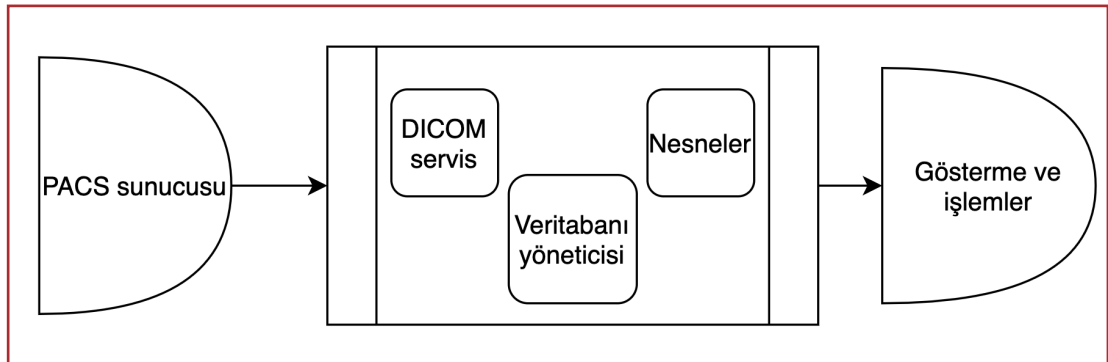 PACS sunucusu
DICOM
servis
Veritabanı
yöneticisi
Nesneler
Gösterme ve
işlemler